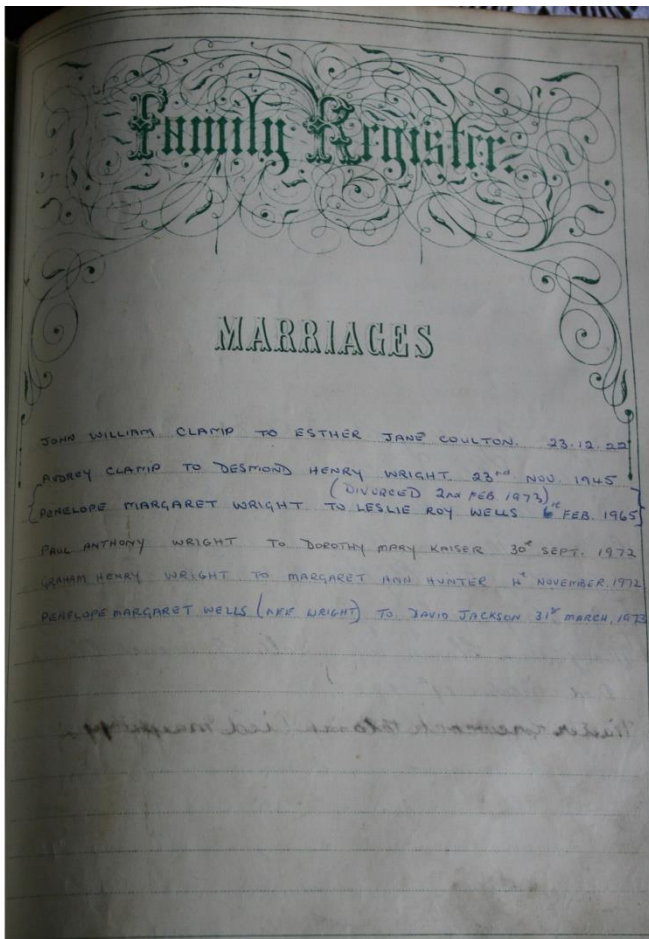 Family Register.
MARRIAGES
JOHN WILLIAM CLAMP TO ESTHER JANE COULTON. 23.12.22
AUDREY CLAMP TO DESMOND HENRY WRIGHT 23rd NOV. 1945
(DIVORCED 2nd FEB 1973)
PENELOPE MARGARET WRIGHT TO LESLIE ROY WELLS 6th FEB. 1965
PAUL ANTHONY WRIGHT TO DOROTHY MARY KAISER 30th SEPT. 1972
GRAHAM HENRY WRIGHT TO MARGARET ANN HUNTER 4th NOVEMBER. 1972
PENELOPE MARGARET WELLS (NEE WRIGHT) TO DAVID JACKSON 31st MARCH, 1973